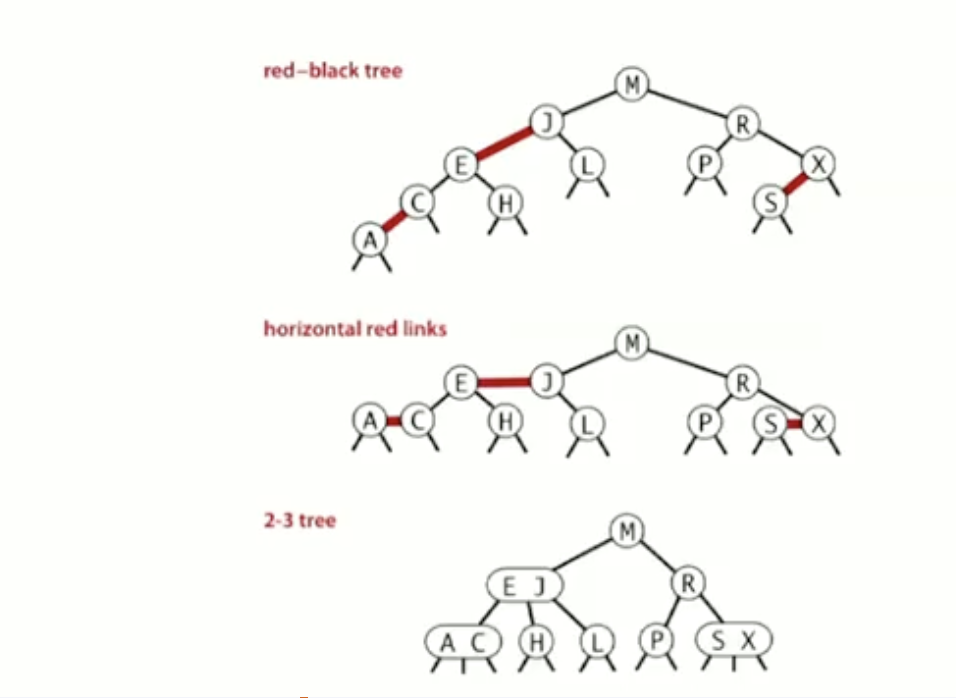 red–black tree
M
J R
E L P X
C H S
A
horizontal red links
M
E J R
A C H L P S X
2-3 tree
M
E J R
A C H L P S X